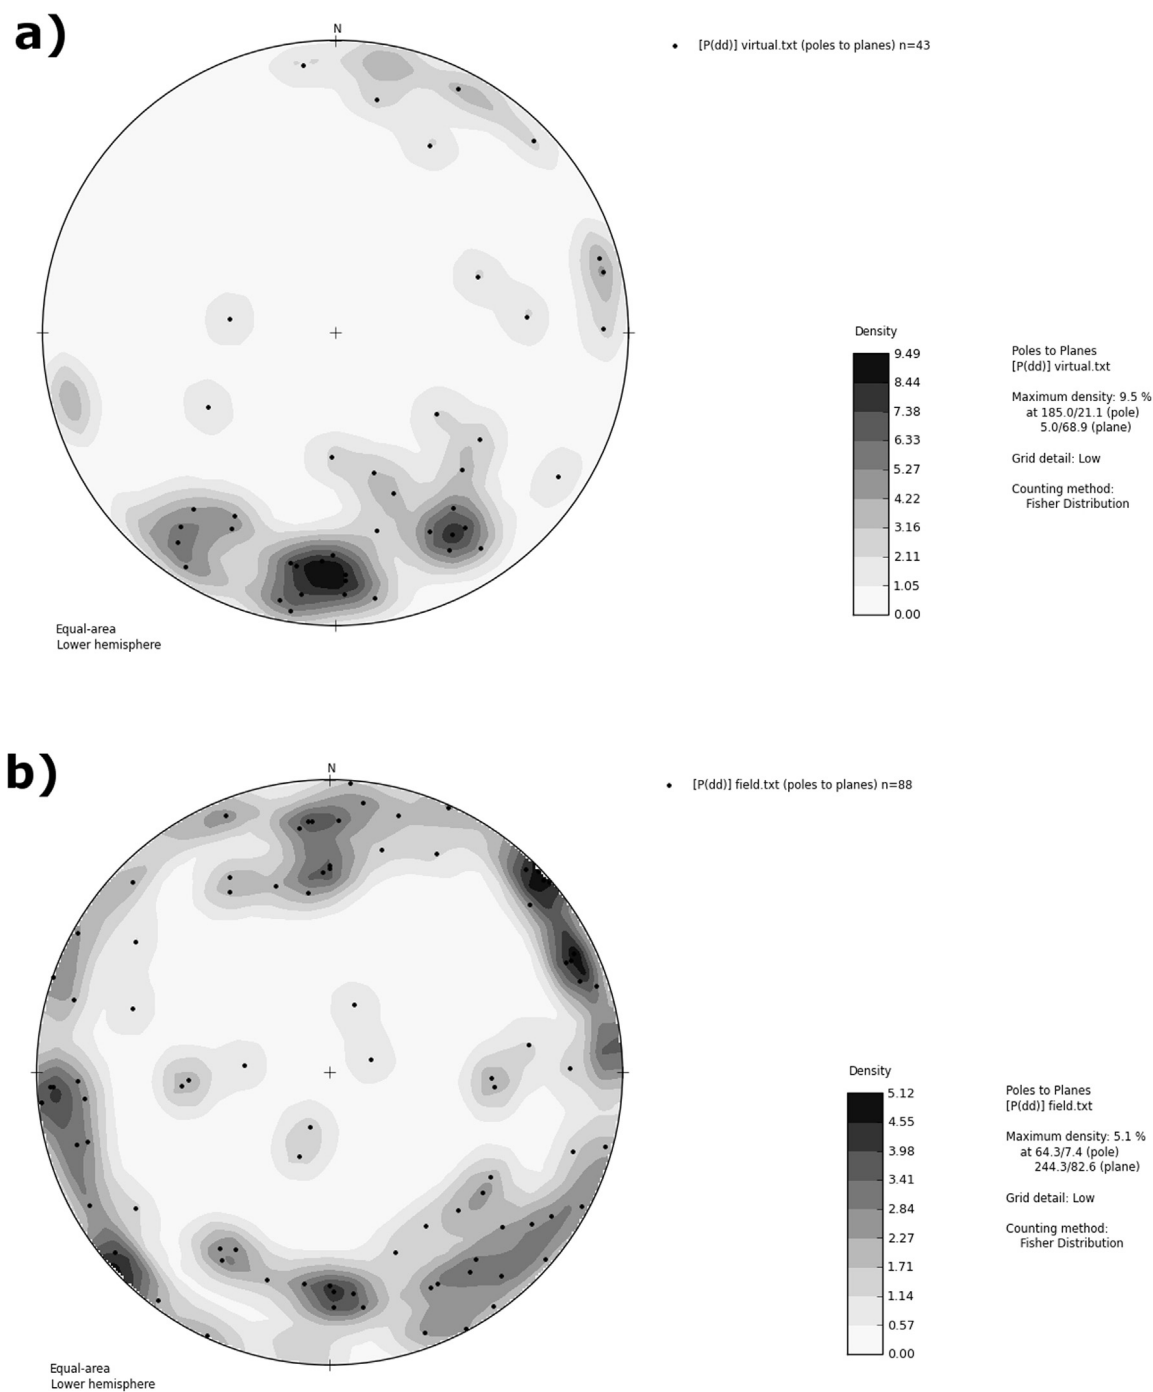 a)
N
[P(dd)] virtual.txt (poles to planes) n=43
Density
9.49
8.44
7.38
6.33
5.27
4.22
3.16
2.11
1.05
0.00
Poles to Planes
[P(dd)] virtual.txt
Maximum density: 9.5 %
at 185.0/21.1 (pole)
5.0/68.9 (plane)
Grid detail: Low
Counting method:
Fisher Distribution
Equal-area
Lower hemisphere
b)
N
[P(dd)] field.txt (poles to planes) n=88
Density
5.12
4.55
3.98
3.41
2.84
2.27
1.71
1.14
0.57
0.00
Poles to Planes
[P(dd)] field.txt
Maximum density: 5.1 %
at 64.3/7.4 (pole)
244.3/82.6 (plane)
Grid detail: Low
Counting method:
Fisher Distribution
Equal-area
Lower hemisphere